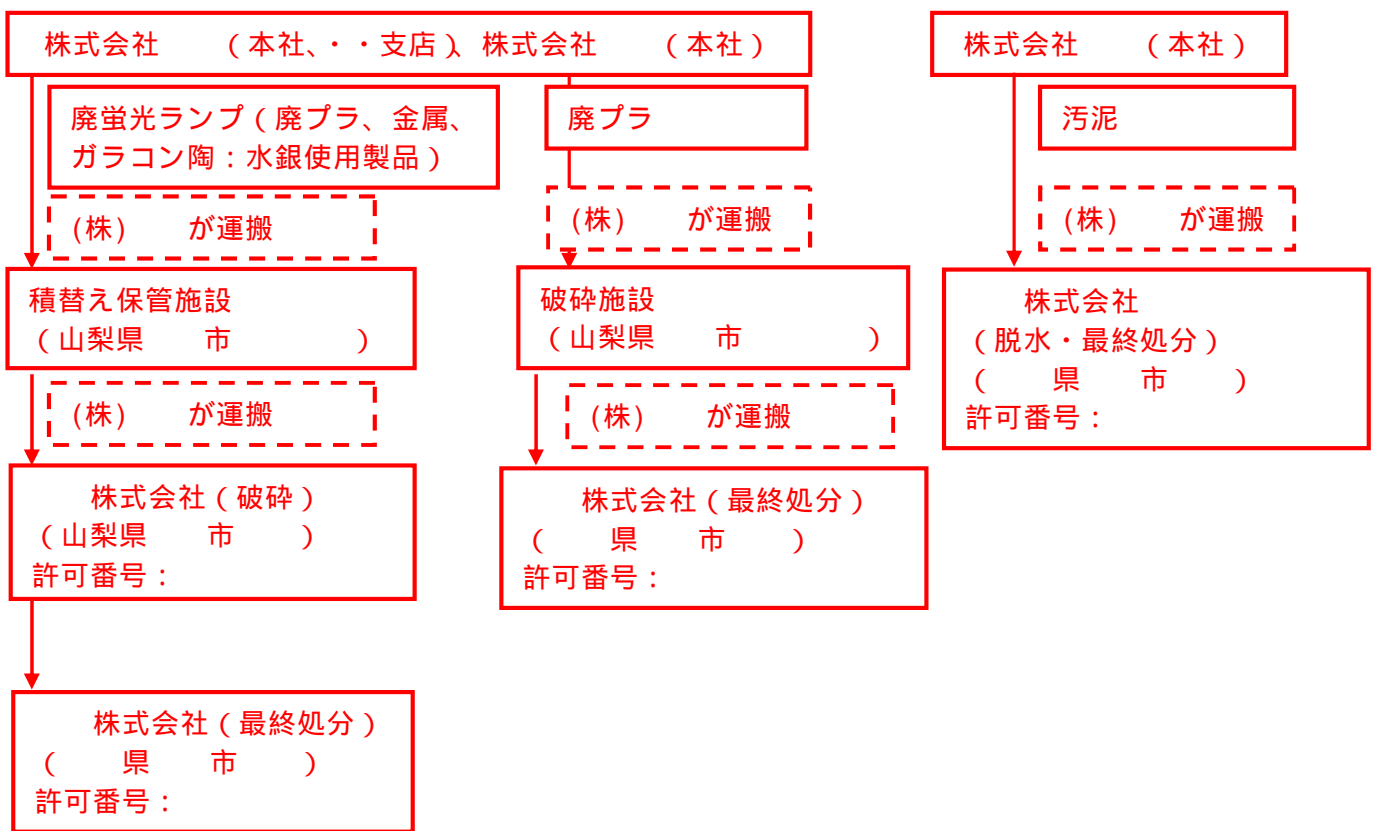 株式会社　　（本社、・・支店）、株式会社　　（本社）
廃蛍光ランプ（廃プラ、金属、
ガラコン陶：水銀使用製品）
(株)　　が運搬
積替え保管施設
（山梨県　　市　　　　　）
(株)　　が運搬
株式会社（破砕）
（山梨県　　市　　　）
許可番号：
株式会社（最終処分）
（　　県　　市　　　）
許可番号：
廃プラ
(株)　　が運搬
破砕施設
（山梨県　　市　　　　　）
(株)　　が運搬
株式会社（最終処分）
（　　県　　市　　　）
許可番号：
株式会社　　（本社）
汚泥
(株)　　が運搬
株式会社
（脱水・最終処分）
（　　県　　市　　　）
許可番号：